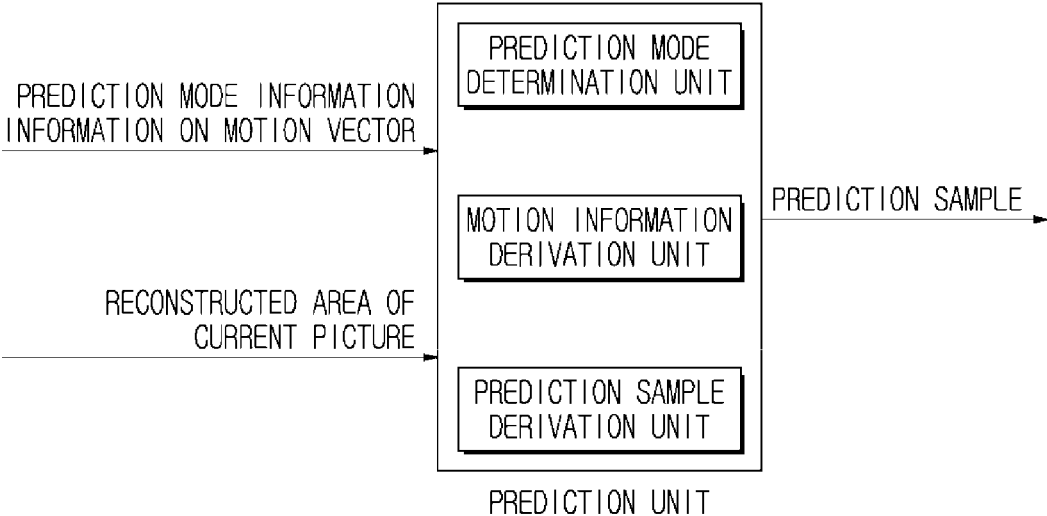 PREDICTION MODE
DETERMINATION UNIT
PREDICTION MODE INFORMATION
INFORMATION ON MOTION VECTOR
MOTION INFORMATION
DERIVATION UNIT
PREDICTION SAMPLE
RECONSTRUCTED AREA OF
CURRENT PICTURE
PREDICTION SAMPLE
DERIVATION UNIT
PREDICTION UNIT